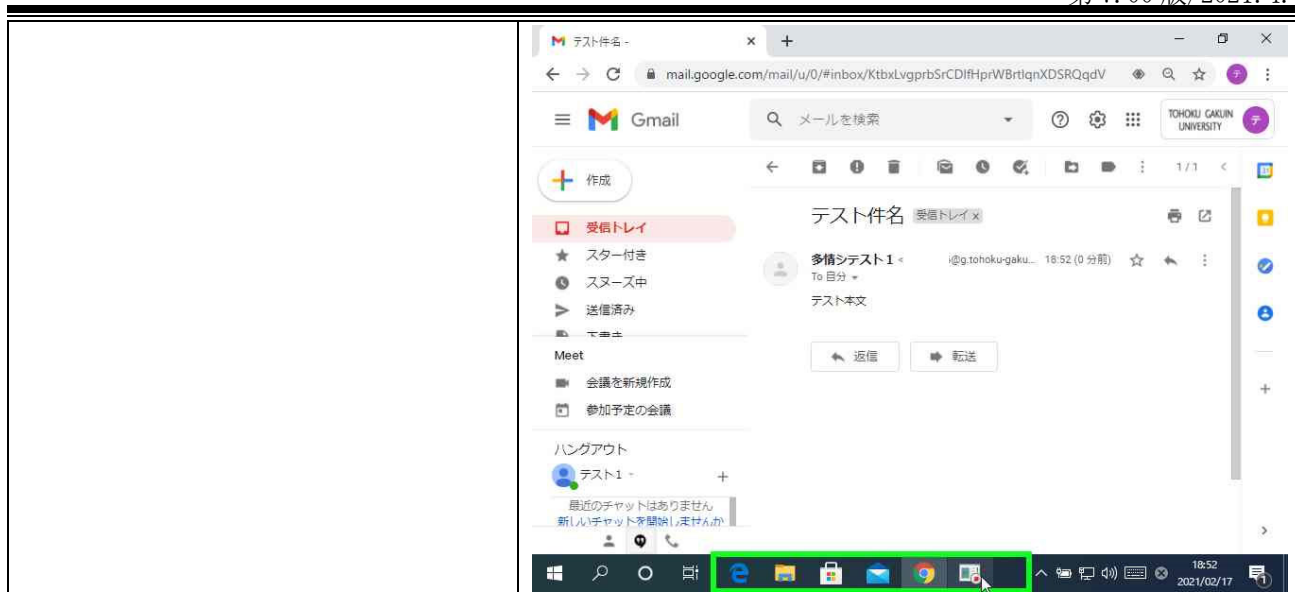 テスト件名 -
mail.google.com/mail/u/0/#inbox/KtbxLvgprbSrCDlfHprWBrtlqnXDSRQqdV
テ
Gmail
メールを検索
TOHOKU GAKUIN
UNIVERSITY
テ
作成
1/1
テスト件名 受信トレイ x
受信トレイ
スター付き
スヌーズ中
送信済み
下書き
多情シテスト1 < i@g.tohoku-gaku... 18:52 (0 分前)
To 自分
テスト本文
返信
転送
Meet
会議を新規作成
参加予定の会議
ハングアウト
テスト1
最近のチャットはありません
新しいチャットを開始しませんか
18:52
2021/02/17
1